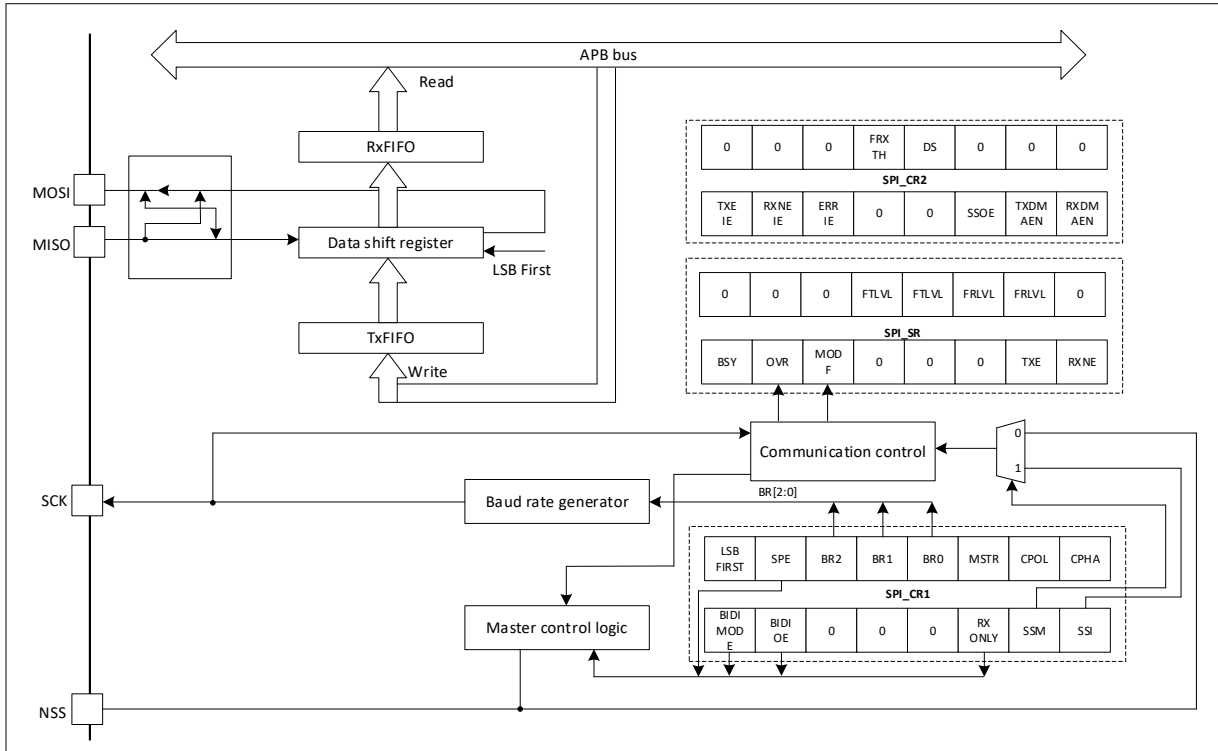 APB bus
Read
RxFIFO
MOSI
MISO
Data shift register
LSB First
TxFIFO
Write
0 0 0 FRX TH DS 0 0 0
SPI_CR2
TXE IE RXNE IE ERR IE 0 0 SSOE TXDM AEN RXDM AEN
0 0 0 FTLVL FTLVL FRLVL FRLVL 0
SPI_SR
BSY OVR MOD F 0 0 0 TXE RXNE
Communication control
0
1
SCK
Baud rate generator
BR[2:0]
LSB FIRST SPE BR2 BR1 BR0 MSTR CPOL CPHA
SPI_CR1
BIDI MOD E BIDI OE 0 0 0 RX ONLY SSM SSI
Master control logic
NSS